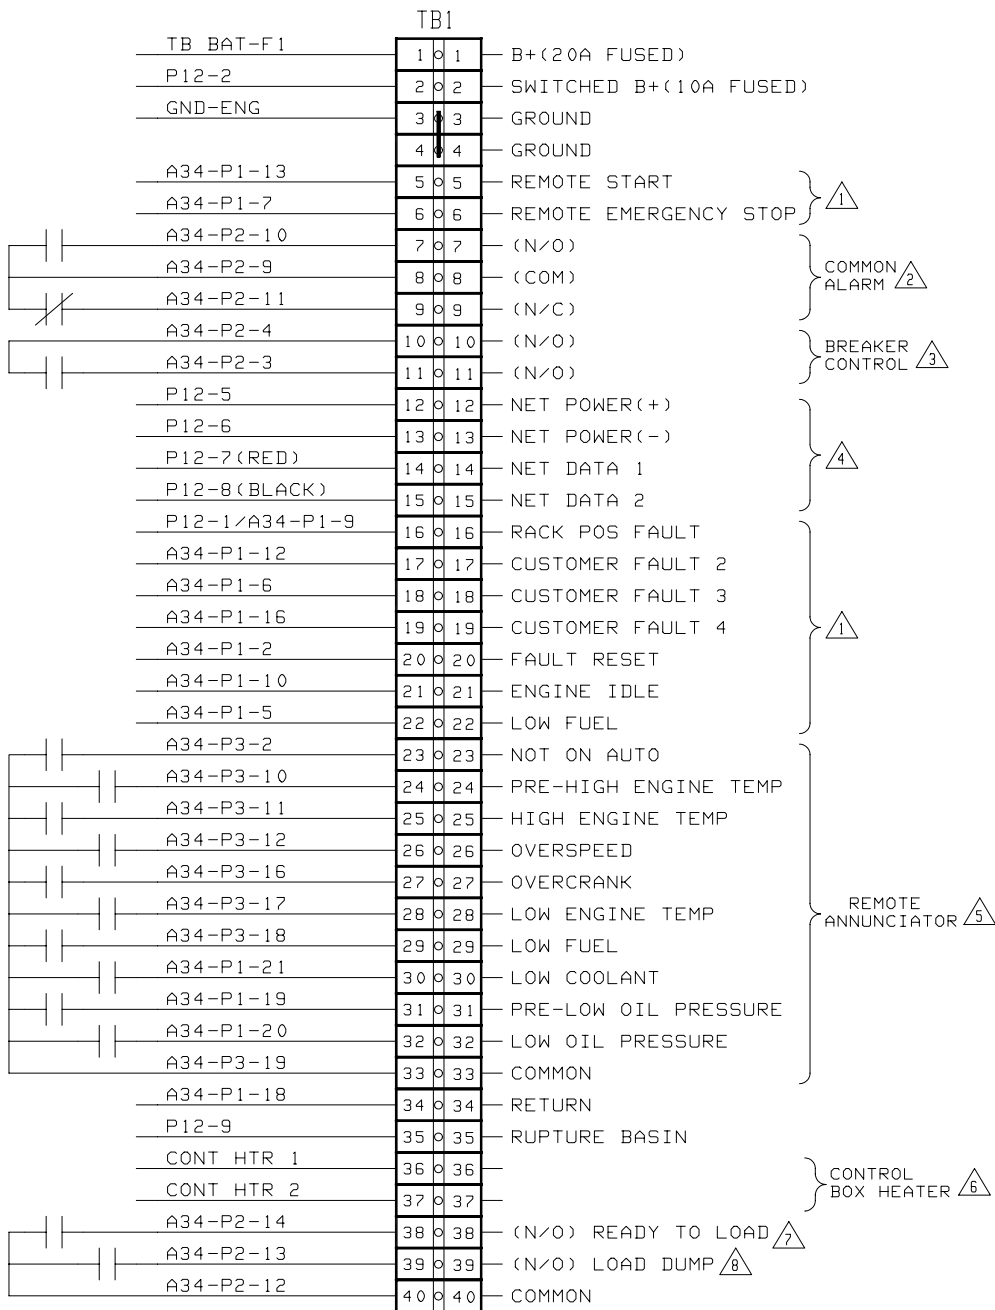 TB1
TB BAT-F1 1 1 B+(20A FUSED)
P12-2 2 2 SWITCHED B+(10A FUSED)
GND-ENG 3 3 GROUND
4 4 GROUND
A34-P1-13 5 5 REMOTE START
1
A34-P1-7 6 6 REMOTE EMERGENCY STOP
A34-P2-10 7 7 (N/O)
A34-P2-9 8 8 (COM)
COMMON
ALARM 2
A34-P2-11 9 9 (N/C)
A34-P2-4 10 10 (N/O)
BREAKER
CONTROL 3
A34-P2-3 11 11 (N/O)
P12-5 12 12 NET POWER(+)
P12-6 13 13 NET POWER(-)
4
P12-7(RED) 14 14 NET DATA 1
P12-8(BLACK) 15 15 NET DATA 2
P12-1/A34-P1-9 16 16 RACK POS FAULT
A34-P1-12 17 17 CUSTOMER FAULT 2
A34-P1-6 18 18 CUSTOMER FAULT 3
A34-P1-16 19 19 CUSTOMER FAULT 4
1
A34-P1-2 20 20 FAULT RESET
A34-P1-10 21 21 ENGINE IDLE
A34-P1-5 22 22 LOW FUEL
A34-P3-2 23 23 NOT ON AUTO
A34-P3-10 24 24 PRE-HIGH ENGINE TEMP
A34-P3-11 25 25 HIGH ENGINE TEMP
A34-P3-12 26 26 OVERSPEED
A34-P3-16 27 27 OVERCRANK
A34-P3-17 28 28 LOW ENGINE TEMP
REMOTE
ANNUNCIATOR 5
A34-P3-18 29 29 LOW FUEL
A34-P1-21 30 30 LOW COOLANT
A34-P1-19 31 31 PRE-LOW OIL PRESSURE
A34-P1-20 32 32 LOW OIL PRESSURE
A34-P3-19 33 33 COMMON
A34-P1-18 34 34 RETURN
P12-9 35 35 RUPTURE BASIN
CONT HTR 1 36 36
CONTROL
BOX HEATER 6
CONT HTR 2 37 37
A34-P2-14 38 38 (N/O) READY TO LOAD 7
A34-P2-13 39 39 (N/O) LOAD DUMP 8
A34-P2-12 40 40 COMMON